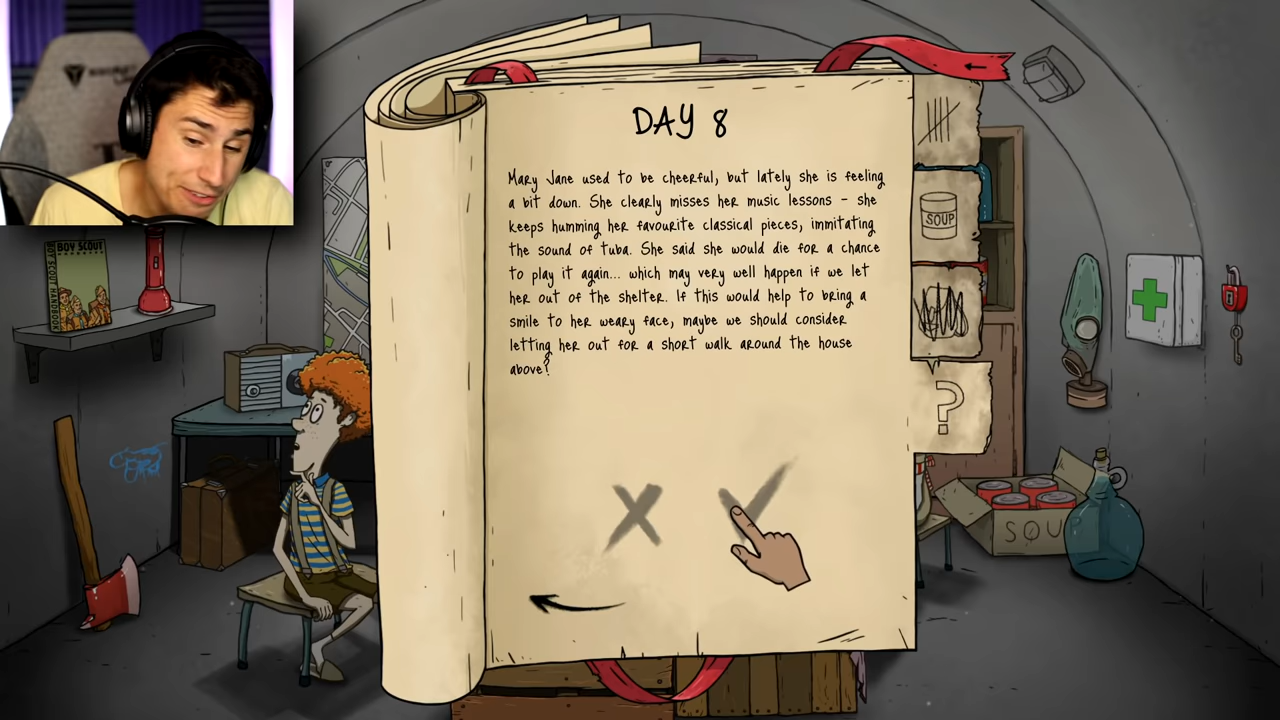 DAY 8
Mary Jane used to be cheerful, but lately she is feeling
a bit down. She clearly misses her music lessons - she
keeps humming her favourite classical pieces, immitating
the sound of tuba. She said she would die for a chance
to play it again... which may very well happen if we let
her out of the shelter. If this would help to bring a
smile to her weary face, maybe we should consider
letting her out for a short walk around the house
above?
SOUP
?
BOY SCOUT
BOY SCOUT HANDBOOK
SOU